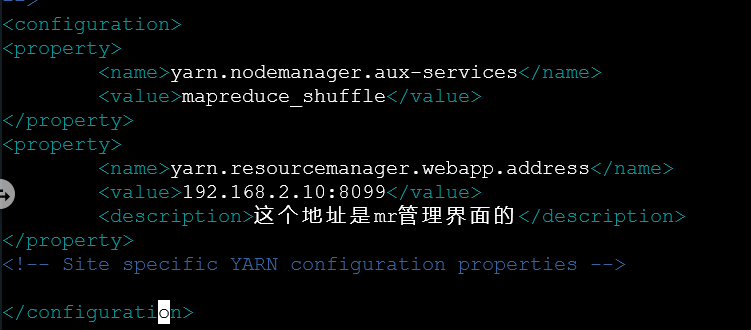 -->
<configuration>
<property>
<name>yarn.nodemanager.aux-services</name>
<value>mapreduce_shuffle</value>
</property>
<property>
<name>yarn.resourcemanager.webapp.address</name>
<value>192.168.2.10:8099</value>
<description>这个地址是mr管理界面的</description>
</property>
<!-- Site specific YARN configuration properties -->
</configuration>